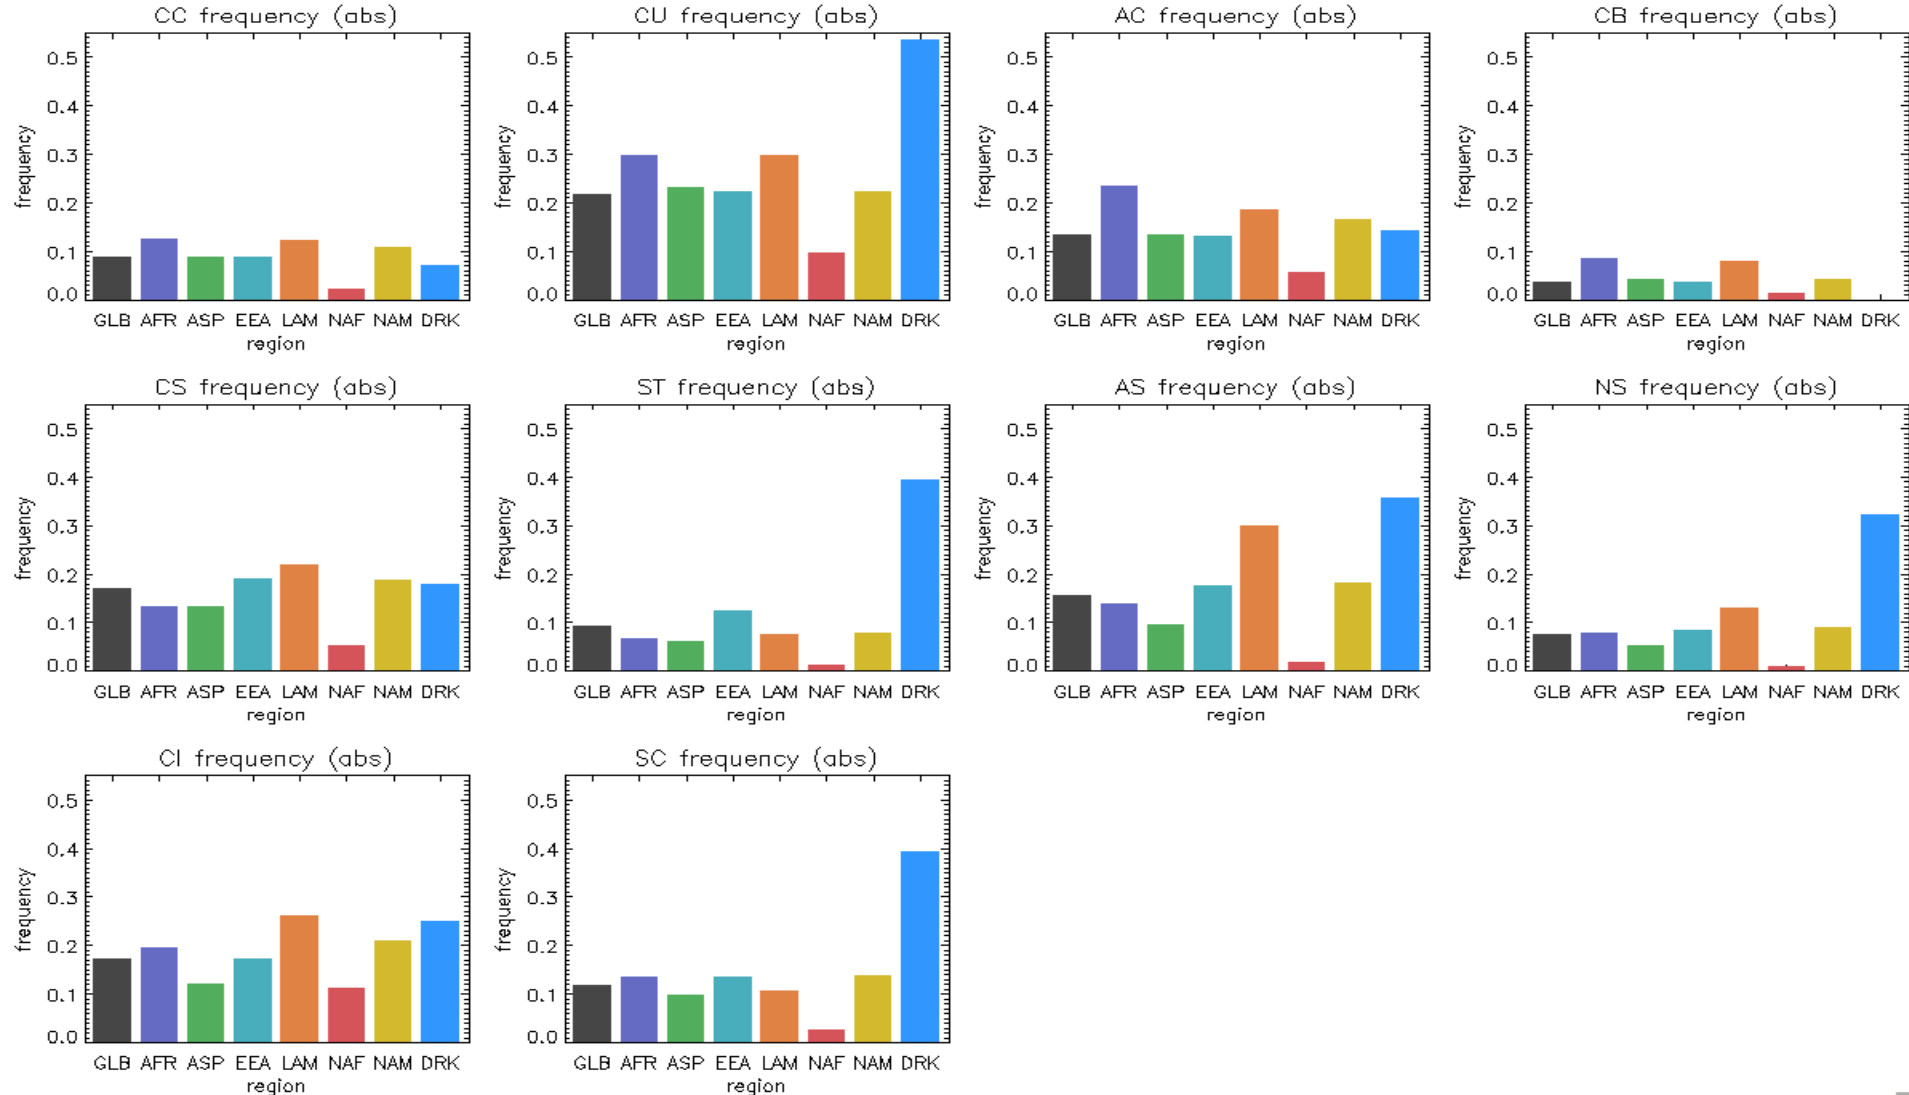 CC frequency (abs)
0.5
0.4
0.3
0.2
0.1
0.0
frequency
GLB AFR ASP EEA LAM NAF NAM DRK
region
CU frequency (abs)
0.5
0.4
0.3
0.2
0.1
0.0
frequency
GLB AFR ASP EEA LAM NAF NAM DRK
region
AC frequency (abs)
0.5
0.4
0.3
0.2
0.1
0.0
frequency
GLB AFR ASP EEA LAM NAF NAM DRK
region
CB frequency (abs)
0.5
0.4
0.3
0.2
0.1
0.0
frequency
GLB AFR ASP EEA LAM NAF NAM DRK
region
CS frequency (abs)
0.5
0.4
0.3
0.2
0.1
0.0
frequency
GLB AFR ASP EEA LAM NAF NAM DRK
region
ST frequency (abs)
0.5
0.4
0.3
0.2
0.1
0.0
frequency
GLB AFR ASP EEA LAM NAF NAM DRK
region
AS frequency (abs)
0.5
0.4
0.3
0.2
0.1
0.0
frequency
GLB AFR ASP EEA LAM NAF NAM DRK
region
NS frequency (abs)
0.5
0.4
0.3
0.2
0.1
0.0
frequency
GLB AFR ASP EEA LAM NAF NAM DRK
region
CI frequency (abs)
0.5
0.4
0.3
0.2
0.1
0.0
frequency
GLB AFR ASP EEA LAM NAF NAM DRK
region
SC frequency (abs)
0.5
0.4
0.3
0.2
0.1
0.0
frequency
GLB AFR ASP EEA LAM NAF NAM DRK
region